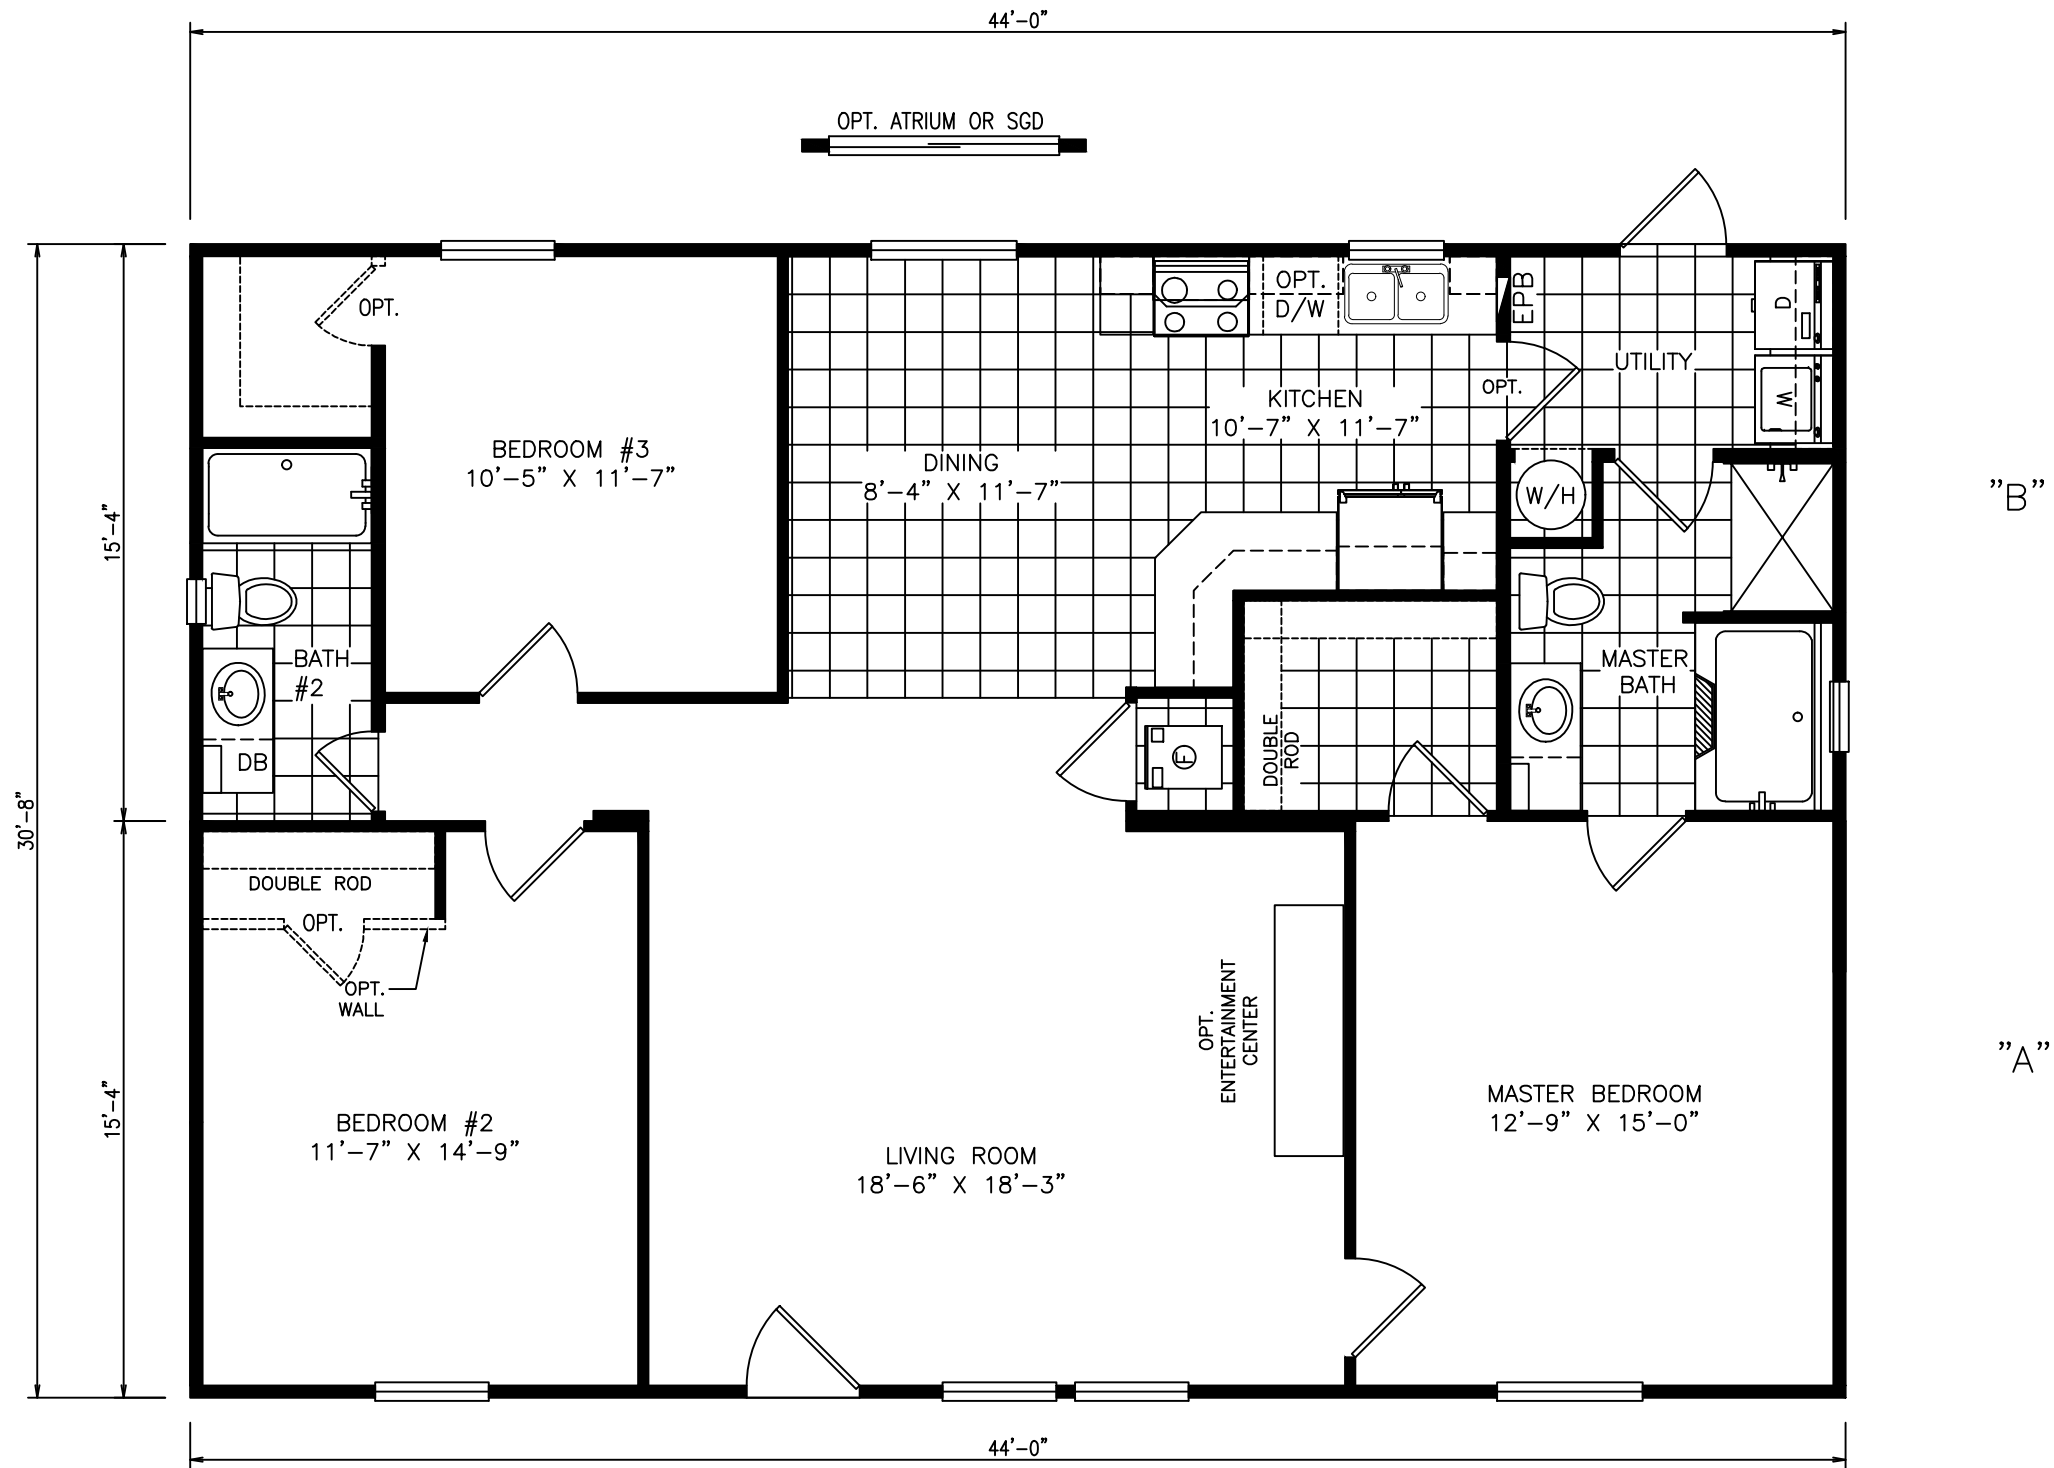 44'-0"
OPT. ATRIUM OR SGD
OPT.
OPT.
D/W
EPB
D
UTILITY
OPT.
W
KITCHEN
10'-7" X 11'-7"
BEDROOM #3
10'-5" X 11'-7"
DINING
8'-4" X 11'-7"
W/H
"B"
15'-4"
BATH
#2
MASTER
BATH
DOUBLE
ROD
F
DB
30'-8"
DOUBLE ROD
OPT.
OPT.
WALL
OPT.
ENTERTAINMENT
CENTER
"A"
15'-4"
BEDROOM #2
11'-7" X 14'-9"
MASTER BEDROOM
12'-9" X 15'-0"
LIVING ROOM
18'-6" X 18'-3"
44'-0"